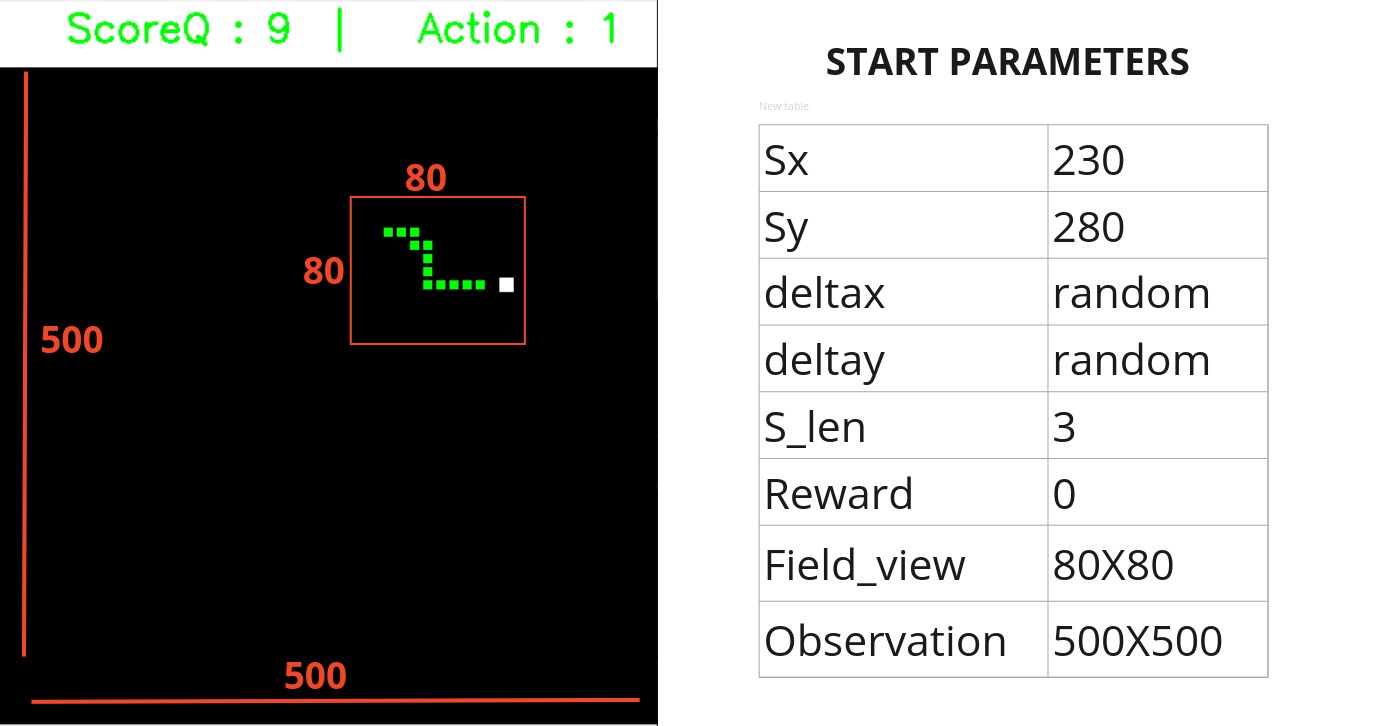 ScoreQ : 9 | Action : 1
80
80
500
500
START PARAMETERS
New table
Sx 230
Sy 280
deltax random
deltay random
S_len 3
Reward 0
Field_view 80X80
Observation 500X500